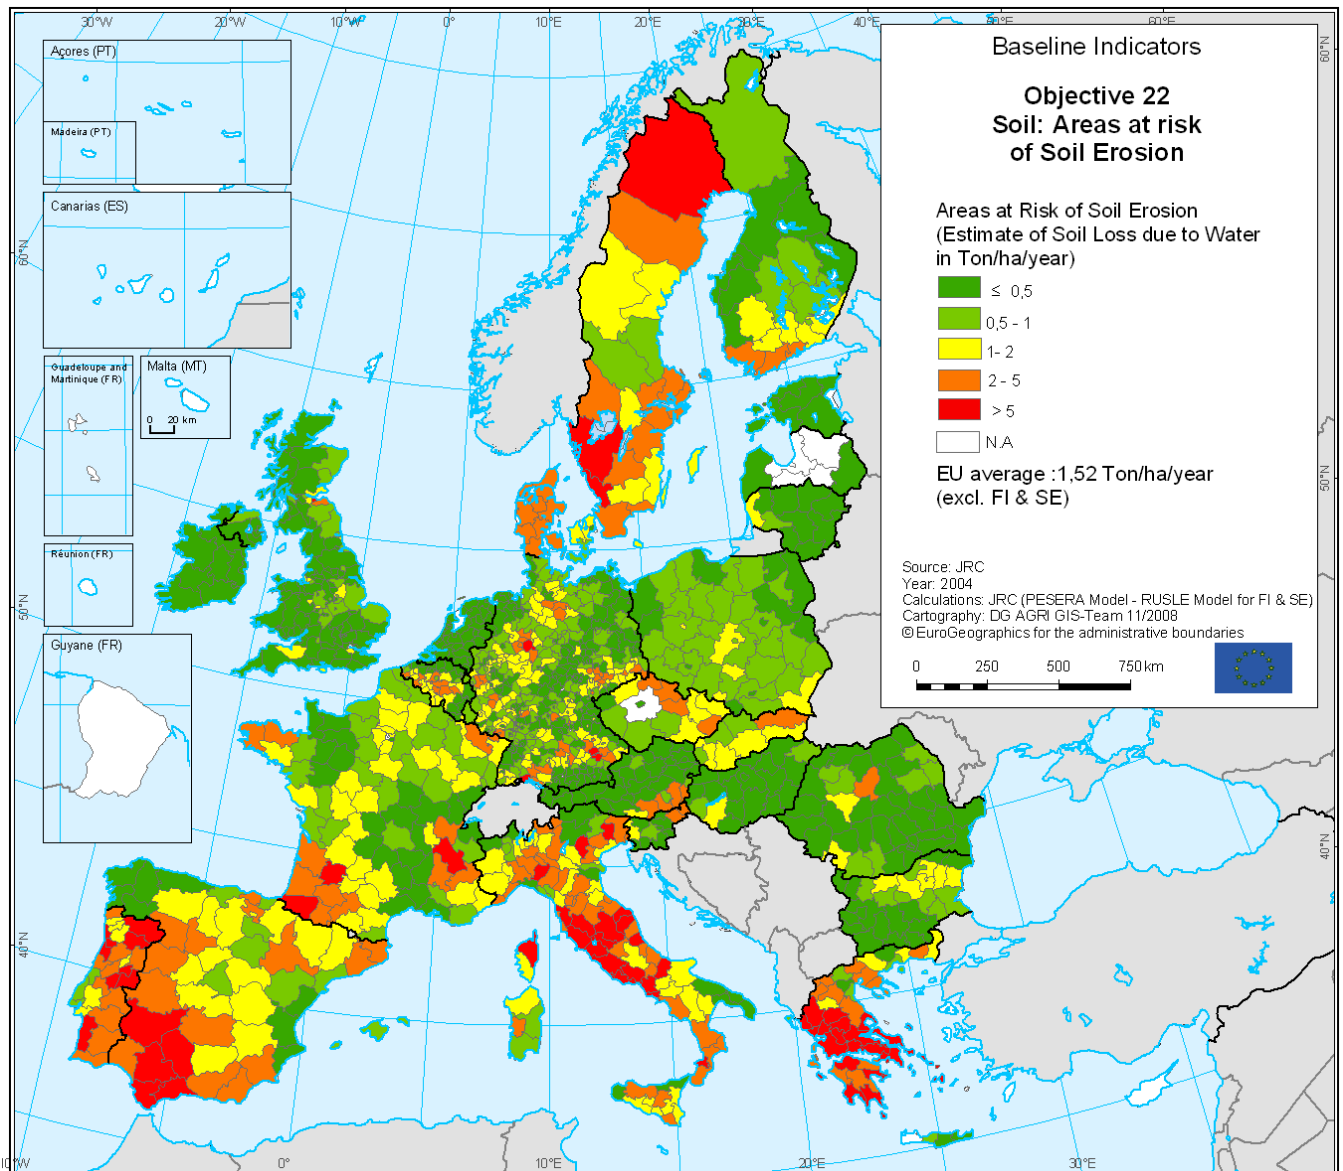 20°W
30°W
10°W
0°
10°E
20°E
30°E
40°E
50°E
60°E
Açores (PT)
Madeira (PT)
Canarias (ES)
Guadeloupe and
Martinique (FR)
Malta (MT)
0 20 km
Réunion (FR)
Guyane (FR)
Baseline Indicators
Objective 22
Soil: Areas at risk
of Soil Erosion
Areas at Risk of Soil Erosion
(Estimate of Soil Loss due to Water
in Ton/ha/year)
≤ 0,5
0,5 - 1
1- 2
2 - 5
> 5
N.A
EU average :1,52 Ton/ha/year
(excl. FI & SE)
Source: JRC
Year: 2004
Calculations: JRC (PESERA Model - RUSLE Model for FI & SE)
Cartography: DG AGRI GIS-Team 11/2008
© EuroGeographics for the administrative boundaries
0 250 500 750 km
60°N
50°N
40°N
60°N
50°N
40°N
10°W
0°
10°E
20°E
30°E